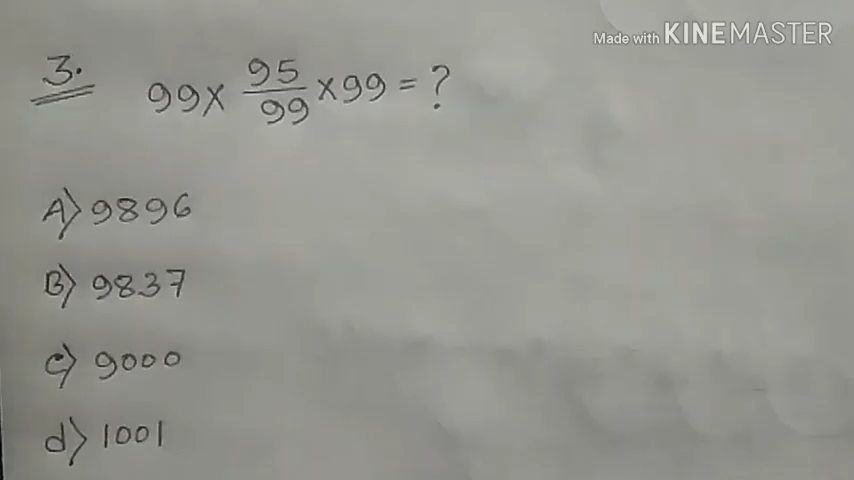 Made with KINEMASTER
3. 99 x 95/99 x 99 = ?
A) 9896
B) 9837
c) 9000
d) 1001